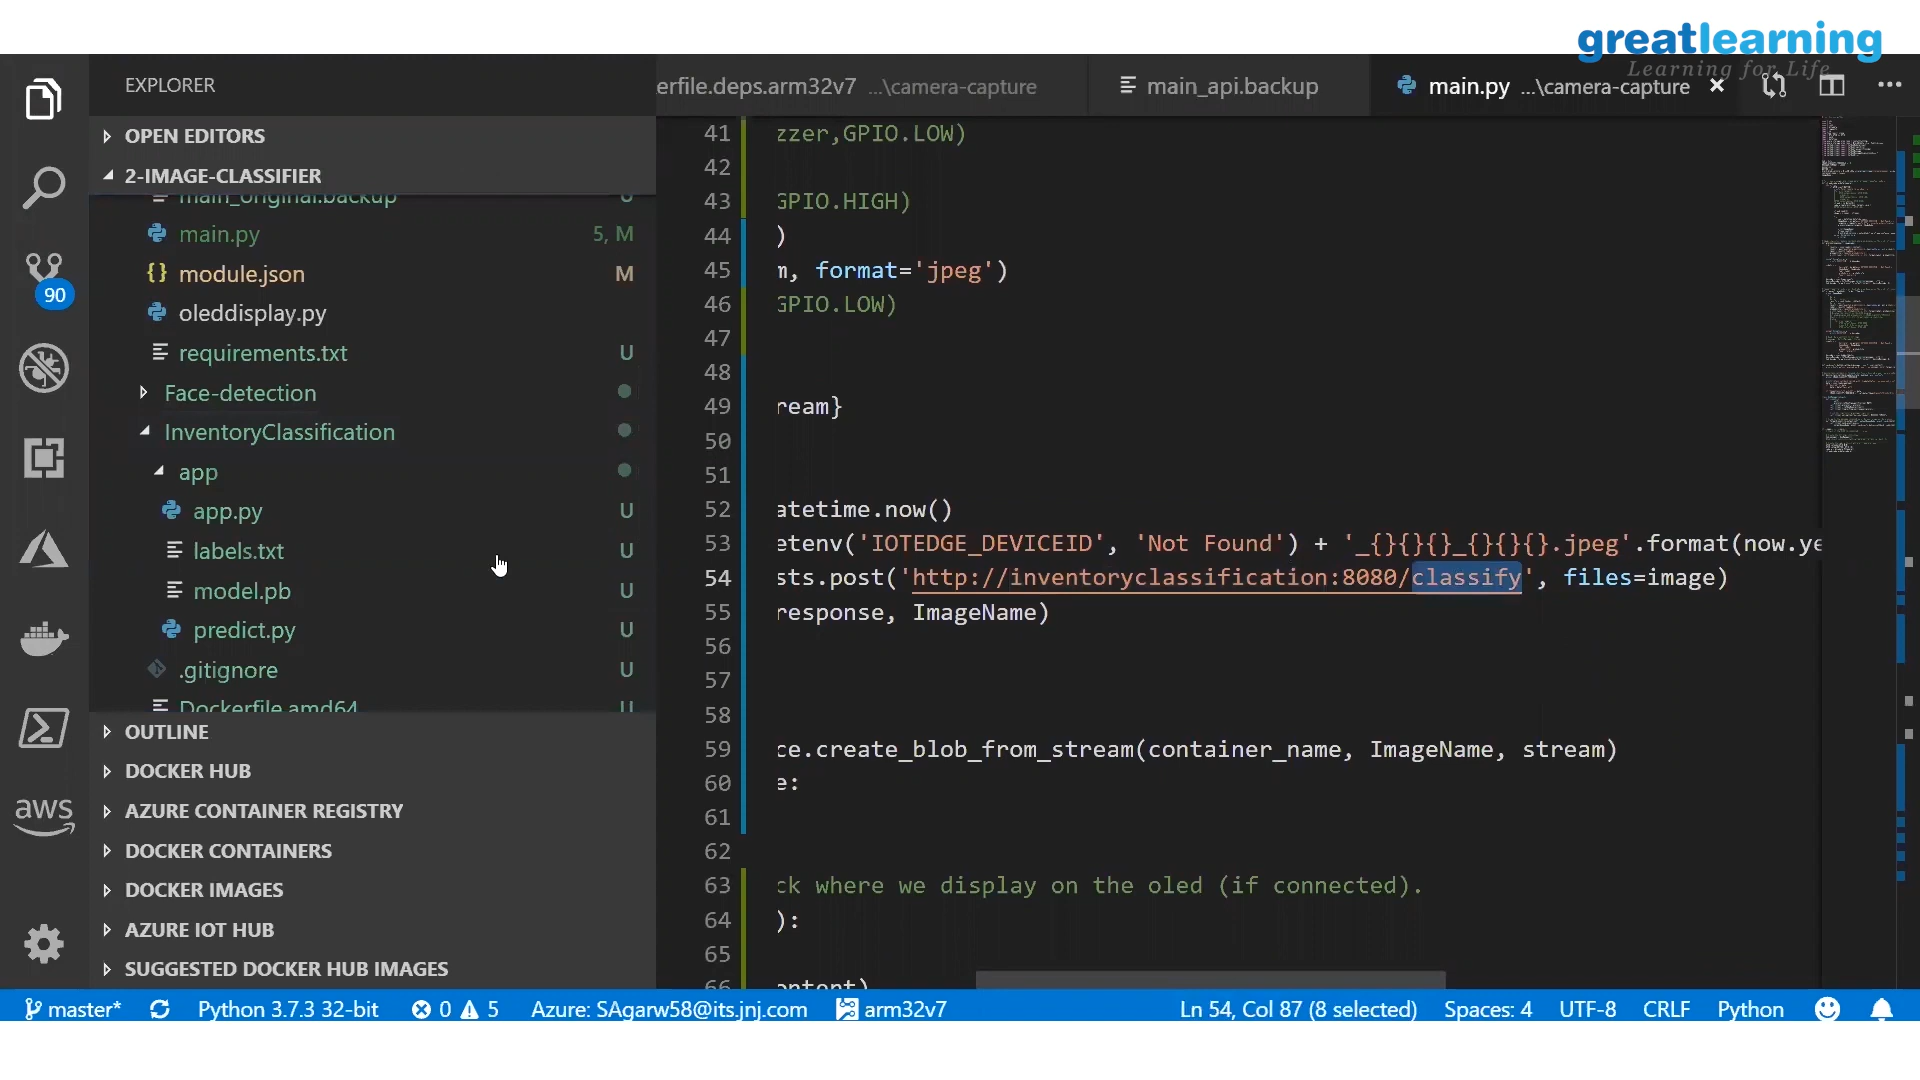 greatlearning
Learning for Life
EXPLORER
erfile.deps.arm32v7 ...\camera-capture
main_api.backup
main.py ...\camera-capture
OPEN EDITORS
2-IMAGE-CLASSIFIER
main_original.backup U
main.py 5, M
{} module.json M
oleddisplay.py
requirements.txt U
Face-detection
InventoryClassification
app
app.py U
labels.txt U
model.pb U
predict.py U
.gitignore U
Dockerfile.amd64 U
OUTLINE
DOCKER HUB
AZURE CONTAINER REGISTRY
DOCKER CONTAINERS
DOCKER IMAGES
AZURE IOT HUB
SUGGESTED DOCKER HUB IMAGES
90
aws
41 zzer,GPIO.LOW)
42
43 GPIO.HIGH)
44 )
45 m, format='jpeg')
46 GPIO.LOW)
47
48
49 ream}
50
51
52 atetime.now()
53 etenv('IOTEDGE_DEVICEID', 'Not Found') + '_{}{}{}_{}{}{}.jpeg'.format(now.ye
54 sts.post('http://inventoryclassification:8080/classify', files=image)
55 response, ImageName)
56
57
58
59 ce.create_blob_from_stream(container_name, ImageName, stream)
60 e:
61
62
63 ck where we display on the oled (if connected).
64 ):
65
66 ontent)
master* Python 3.7.3 32-bit 0 5 Azure: SAgarw58@its.jnj.com arm32v7 Ln 54, Col 87 (8 selected) Spaces: 4 UTF-8 CRLF Python